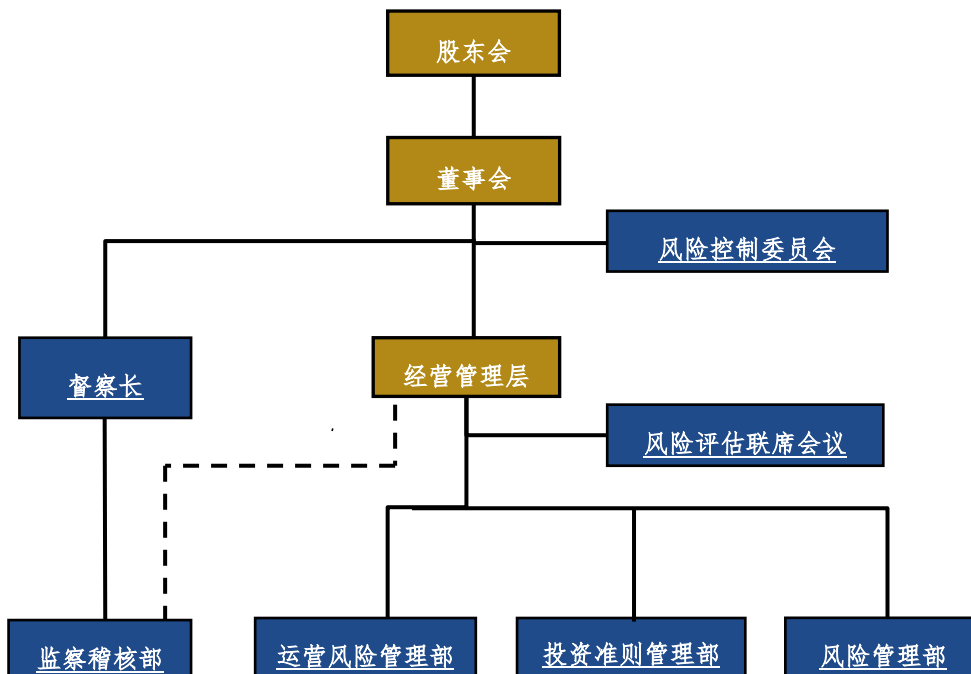 股东会
董事会
风险控制委员会
督察长
经营管理层
风险评估联席会议
监察稽核部
运营风险管理部
投资准则管理部
风险管理部